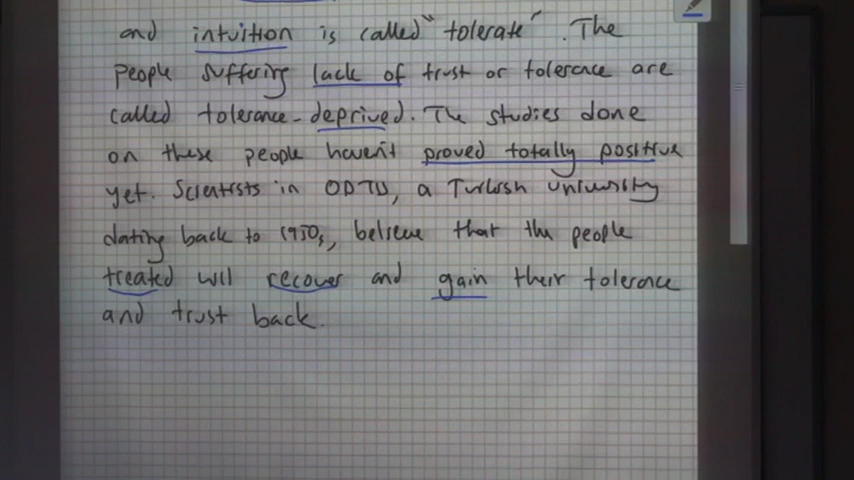 and intuition is called "tolerate". The
people suffering lack of trust or tolerance are
called tolerance-deprived. The studies done
on these people haven't proved totally positive
yet. Scientists in ODTÜ, a Turkish university
dating back to 1950s, believe that the people
treated will recover and gain their tolerance
and trust back.